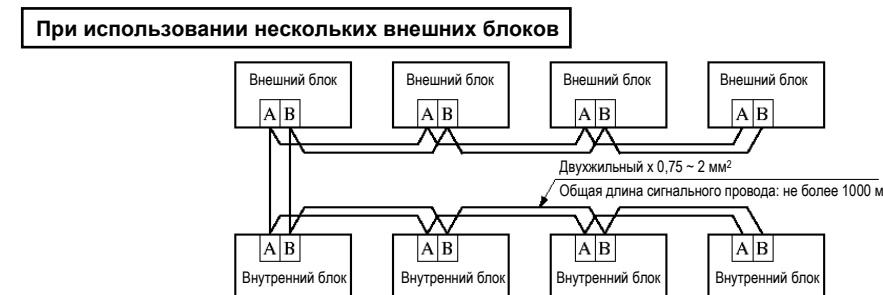 При использовании нескольких внешних блоков
Внешний блок Внешний блок Внешний блок Внешний блок
A B A B A B A B
Двухжильный x 0,75 ~ 2 мм²
Общая длина сигнального провода: не более 1000 м
A B A B A B A B
Внутренний блок Внутренний блок Внутренний блок Внутренний блок